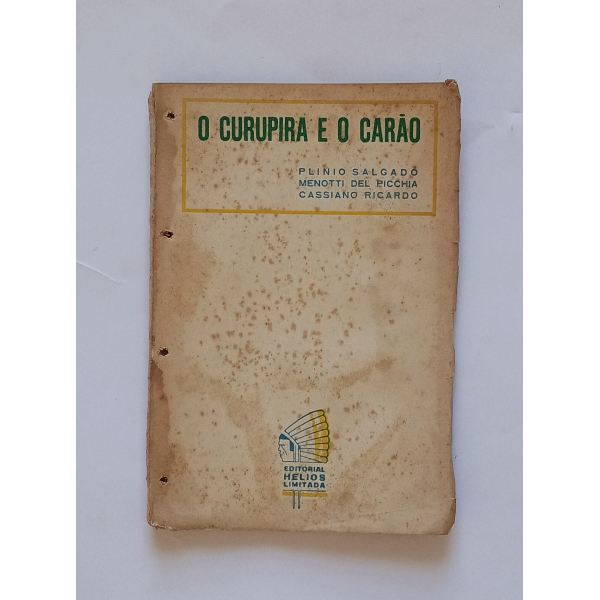 O CURUPIRA E O CARÃO
PLINIO SALGADO
MENOTTI DEL PICCHIA
CASSIANO RICARDO
EDITORIAL
HELIOS
LIMITADA